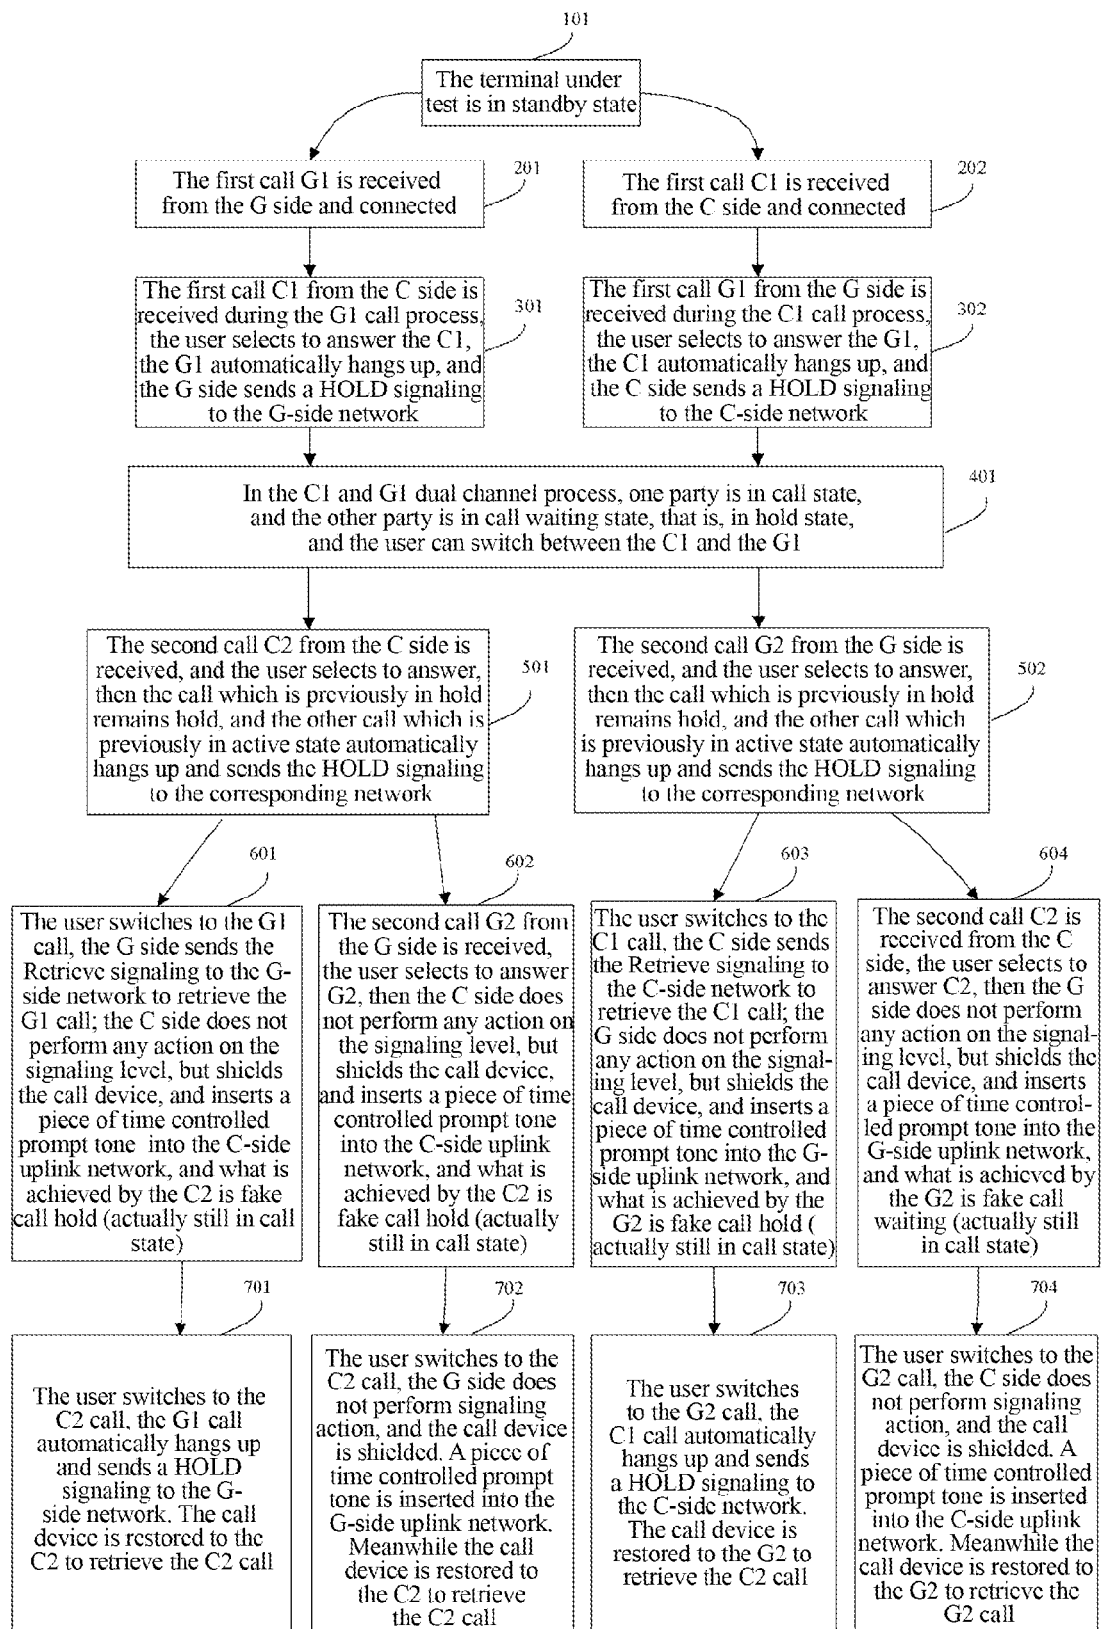 101
The terminal under
test is in standby state
201
The first call G1 is received
from the G side and connected
202
The first call C1 is received
from the C side and connected
301
The first call C1 from the C side is
received during the G1 call process,
the user selects to answer the C1,
the G1 automatically hangs up, and
the G side sends a HOLD signaling
to the G-side network
302
The first call G1 from the G side is
received during the C1 call process,
the user selects to answer the G1,
the C1 automatically hangs up, and
the C side sends a HOLD signaling
to the C-side network
401
In the C1 and G1 dual channel process, one party is in call state,
and the other party is in call waiting state, that is, in hold state,
and the user can switch between the C1 and the G1
501
The second call C2 from the C side is
received, and the user selects to answer,
then the call which is previously in hold
remains hold, and the other call which is
previously in active state automatically
hangs up and sends the HOLD signaling
to the corresponding network
502
The second call G2 from the G side is
received, and the user selects to answer,
then the call which is previously in hold
remains hold, and the other call which
is previously in active state automatically
hangs up and sends the HOLD signaling
to the corresponding network
601
The user switches to the G1
call, the G side sends the
Retrieve signaling to the G-
side network to retrieve the
G1 call; the C side does not
perform any action on the
signaling level, but shields
the call device, and inserts a
piece of time controlled
prompt tone into the C-side
uplink network, and what is
achieved by the C2 is fake
call hold (actually still in call
state)
602
The second call G2 from
the G side is received,
the user selects to answer
G2, then the C side does
not perform any action on
the signaling level, but
shields the call device,
and inserts a piece of time
controlled prompt tone
into the C-side uplink
network, and what is
achieved by the C2 is
fake call hold (actually
still in call state)
603
The user switches to the
C1 call, the C side sends
the Retrieve signaling to
the C-side network to
retrieve the C1 call; the
G side does not perform
any action on the signal-
ing level, but shields the
call device, and inserts a
piece of time controlled
prompt tone into the G-
side uplink network, and
what is achieved by the
G2 is fake call hold (
actually still in call state)
604
The second call C2 is
received from the C
side, the user selects to
answer C2, then the G
side does not perform
any action on the signal-
ing level, but shields the
call device, and inserts
a piece of time control-
led prompt tone into the
G-side uplink network,
and what is achieved by
the G2 is fake call
waiting (actually still
in call state)
701
The user switches to the
C2 call, the G1 call
automatically hangs up
and sends a HOLD
signaling to the G-
side network. The call
device is restored to the
C2 to retrieve the C2 call
702
The user switches to the
C2 call, the G side does
not perform signaling
action, and the call device
is shielded. A piece of
time controlled prompt
tone is inserted into the
G-side uplink network.
Meanwhile the call
device is restored to
the C2 to retrieve
the C2 call
703
The user switches
to the G2 call, the
C1 call automatically
hangs up and sends
a HOLD signaling to
the C-side network.
The call device is
restored to the G2 to
retrieve the C2 call
704
The user switches to the
G2 call, the C side does
not perform signaling
action, and the call
device is shielded. A
piece of time controlled
prompt tone is inserted
into the C-side uplink
network. Meanwhile the
call device is restored to
the G2 to retrieve the
G2 call